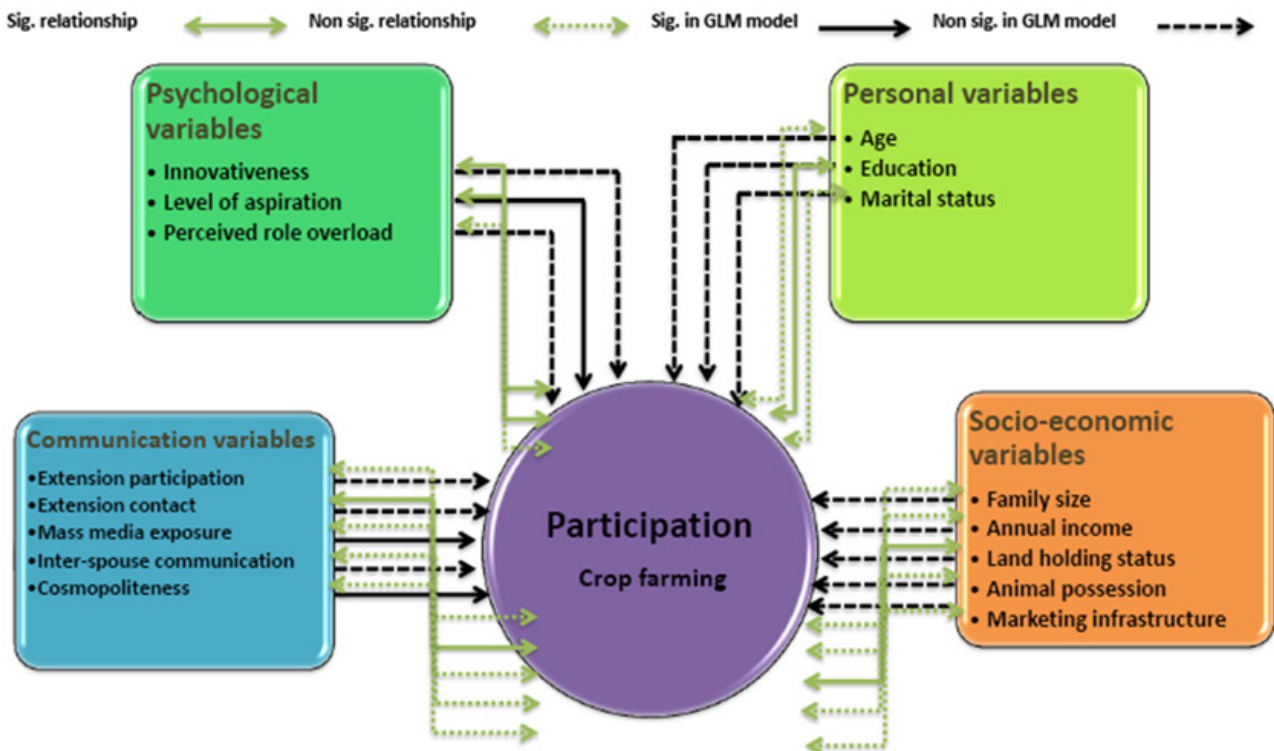 Sig. relationship Non sig. relationship Sig. in GLM model Non sig. in GLM model
Psychological
variables
• Innovativeness
• Level of aspiration
• Perceived role overload
Personal variables
• Age
• Education
• Marital status
Communication variables
•Extension participation
•Extension contact
•Mass media exposure
•Inter-spouse communication
•Cosmopoliteness
Participation
Crop farming
Socio-economic
variables
• Family size
• Annual income
• Land holding status
• Animal possession
• Marketing infrastructure